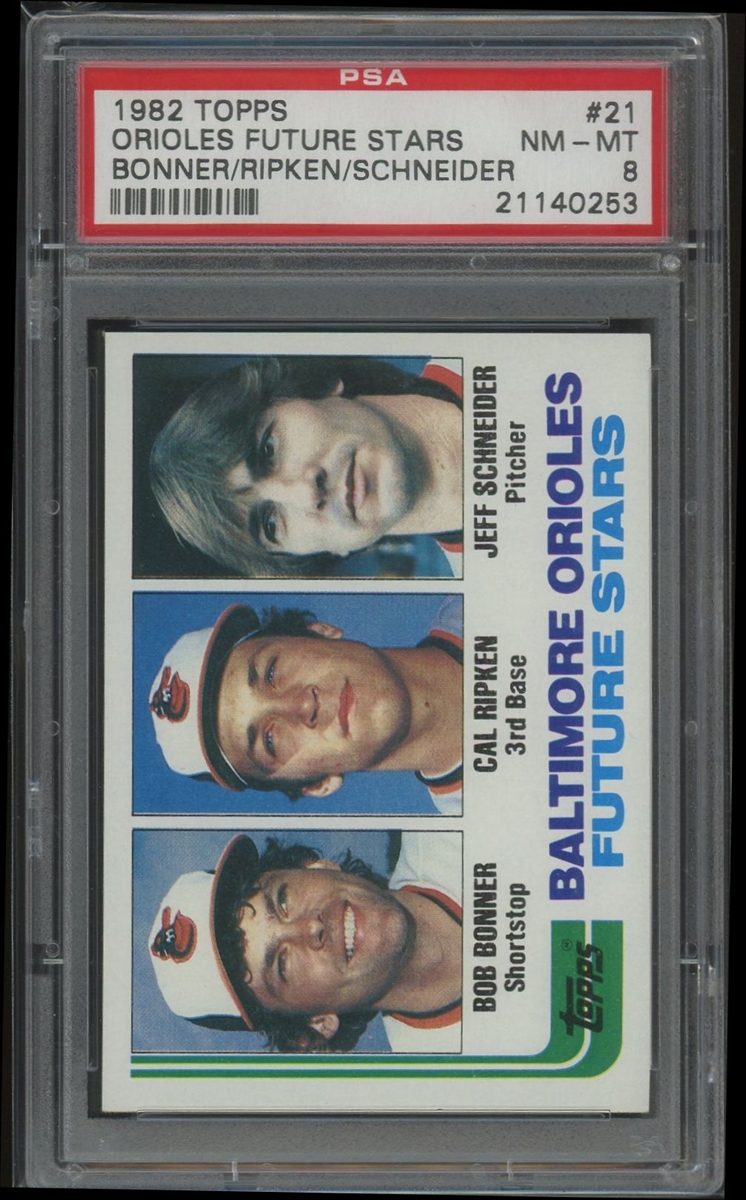 PSA
1982 TOPPS #21
ORIOLES FUTURE STARS NM - MT
BONNER/RIPKEN/SCHNEIDER 8
21140253
BOB BONNER
Shortstop
CAL RIPKEN
3rd Base
JEFF SCHNEIDER
Pitcher
topps®
BALTIMORE ORIOLES
FUTURE STARS